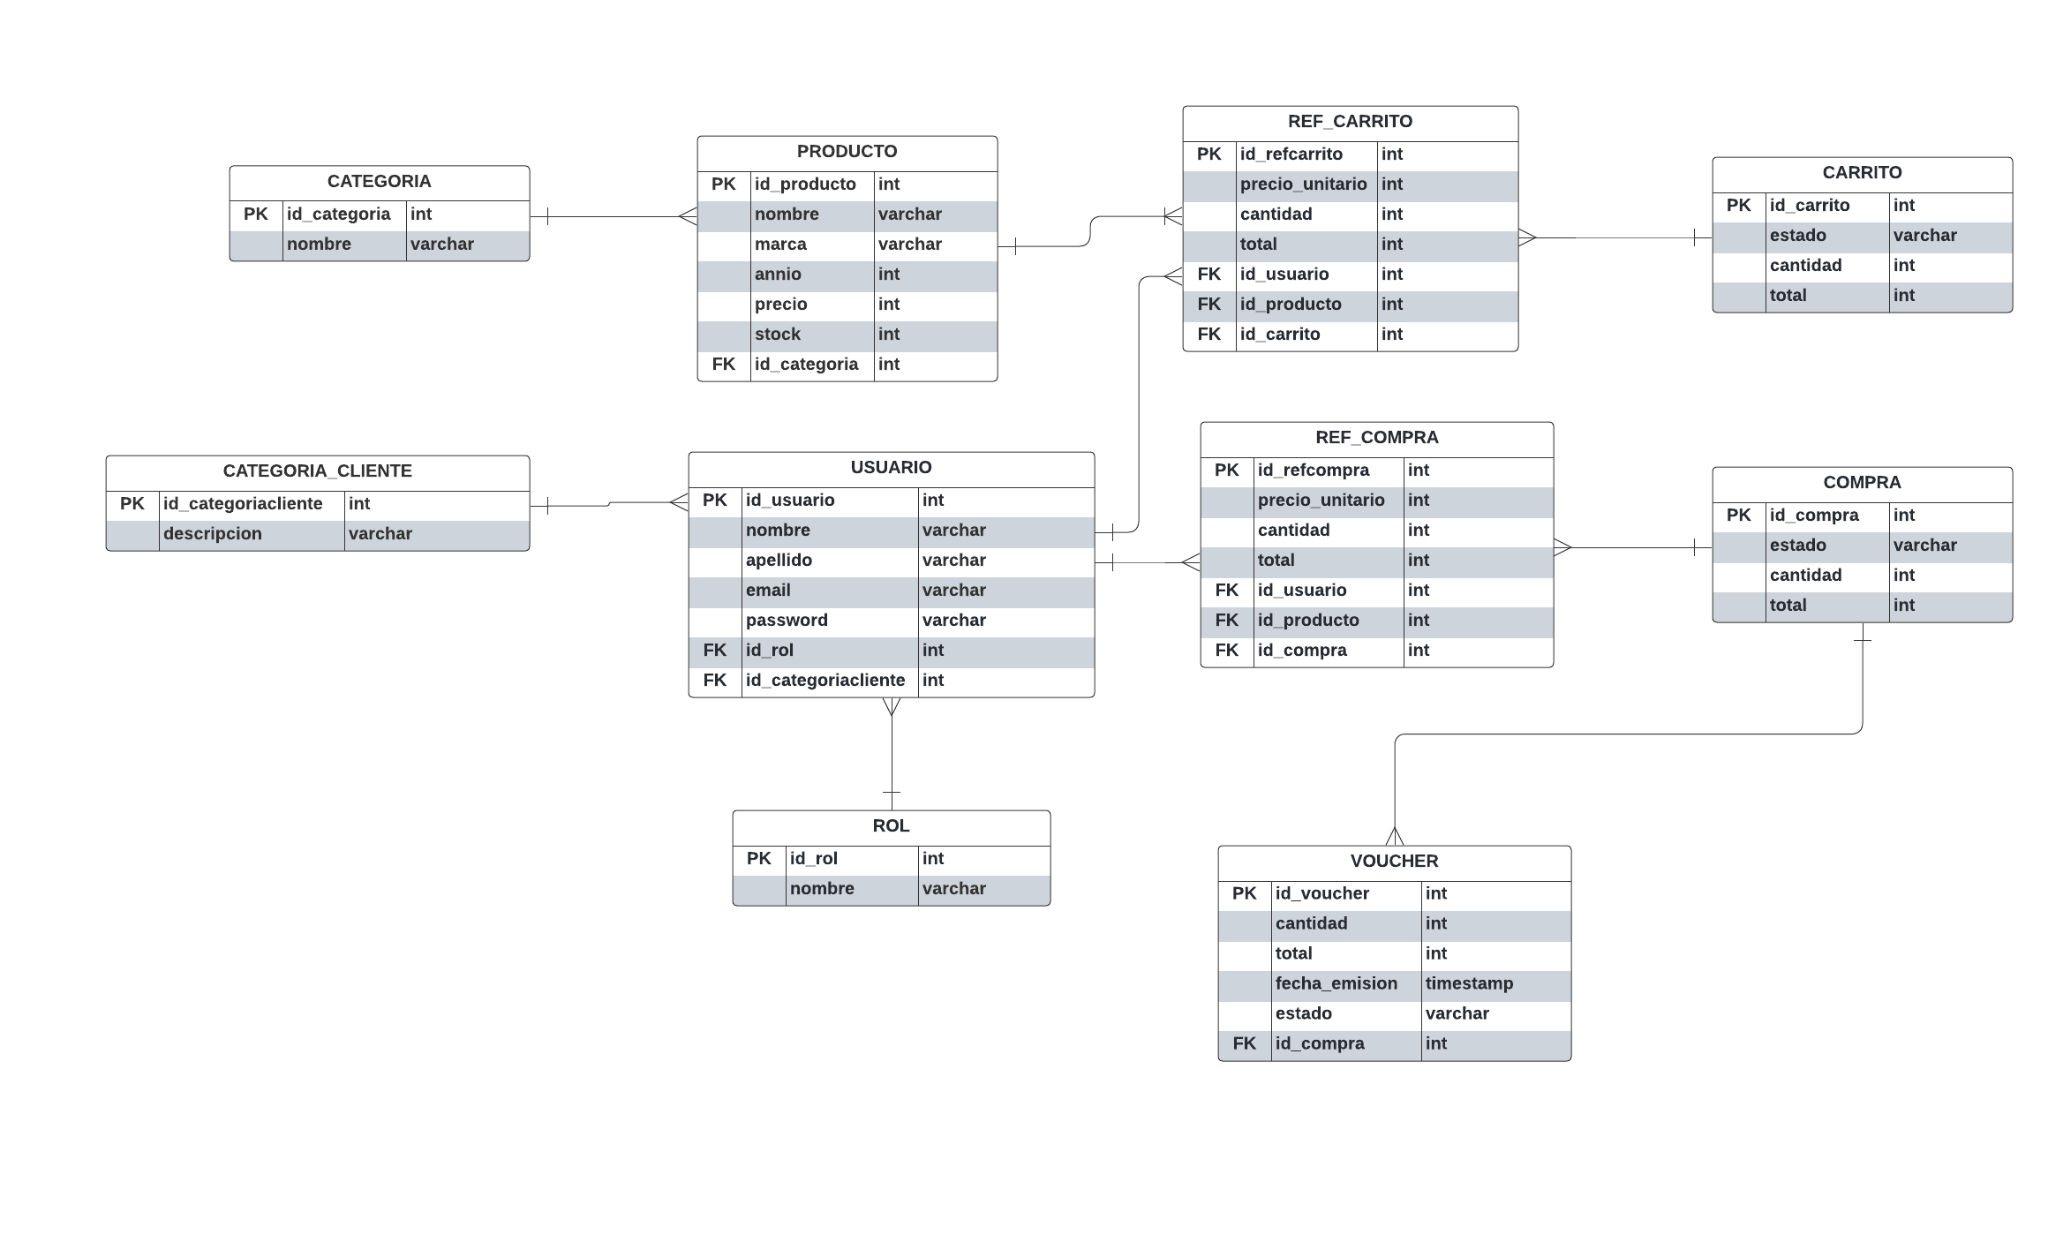 CATEGORIA
PK id_categoria int
nombre varchar
PRODUCTO
PK id_producto int
nombre varchar
marca varchar
annio int
precio int
stock int
FK id_categoria int
REF_CARRITO
PK id_refcarrito int
precio_unitario int
cantidad int
total int
FK id_usuario int
FK id_producto int
FK id_carrito int
CARRITO
PK id_carrito int
estado varchar
cantidad int
total int
CATEGORIA_CLIENTE
PK id_categoriacliente int
descripcion varchar
USUARIO
PK id_usuario int
nombre varchar
apellido varchar
email varchar
password varchar
FK id_rol int
FK id_categoriacliente int
REF_COMPRA
PK id_refcompra int
precio_unitario int
cantidad int
total int
FK id_usuario int
FK id_producto int
FK id_compra int
COMPRA
PK id_compra int
estado varchar
cantidad int
total int
ROL
PK id_rol int
nombre varchar
VOUCHER
PK id_voucher int
cantidad int
total int
fecha_emision timestamp
estado varchar
FK id_compra int